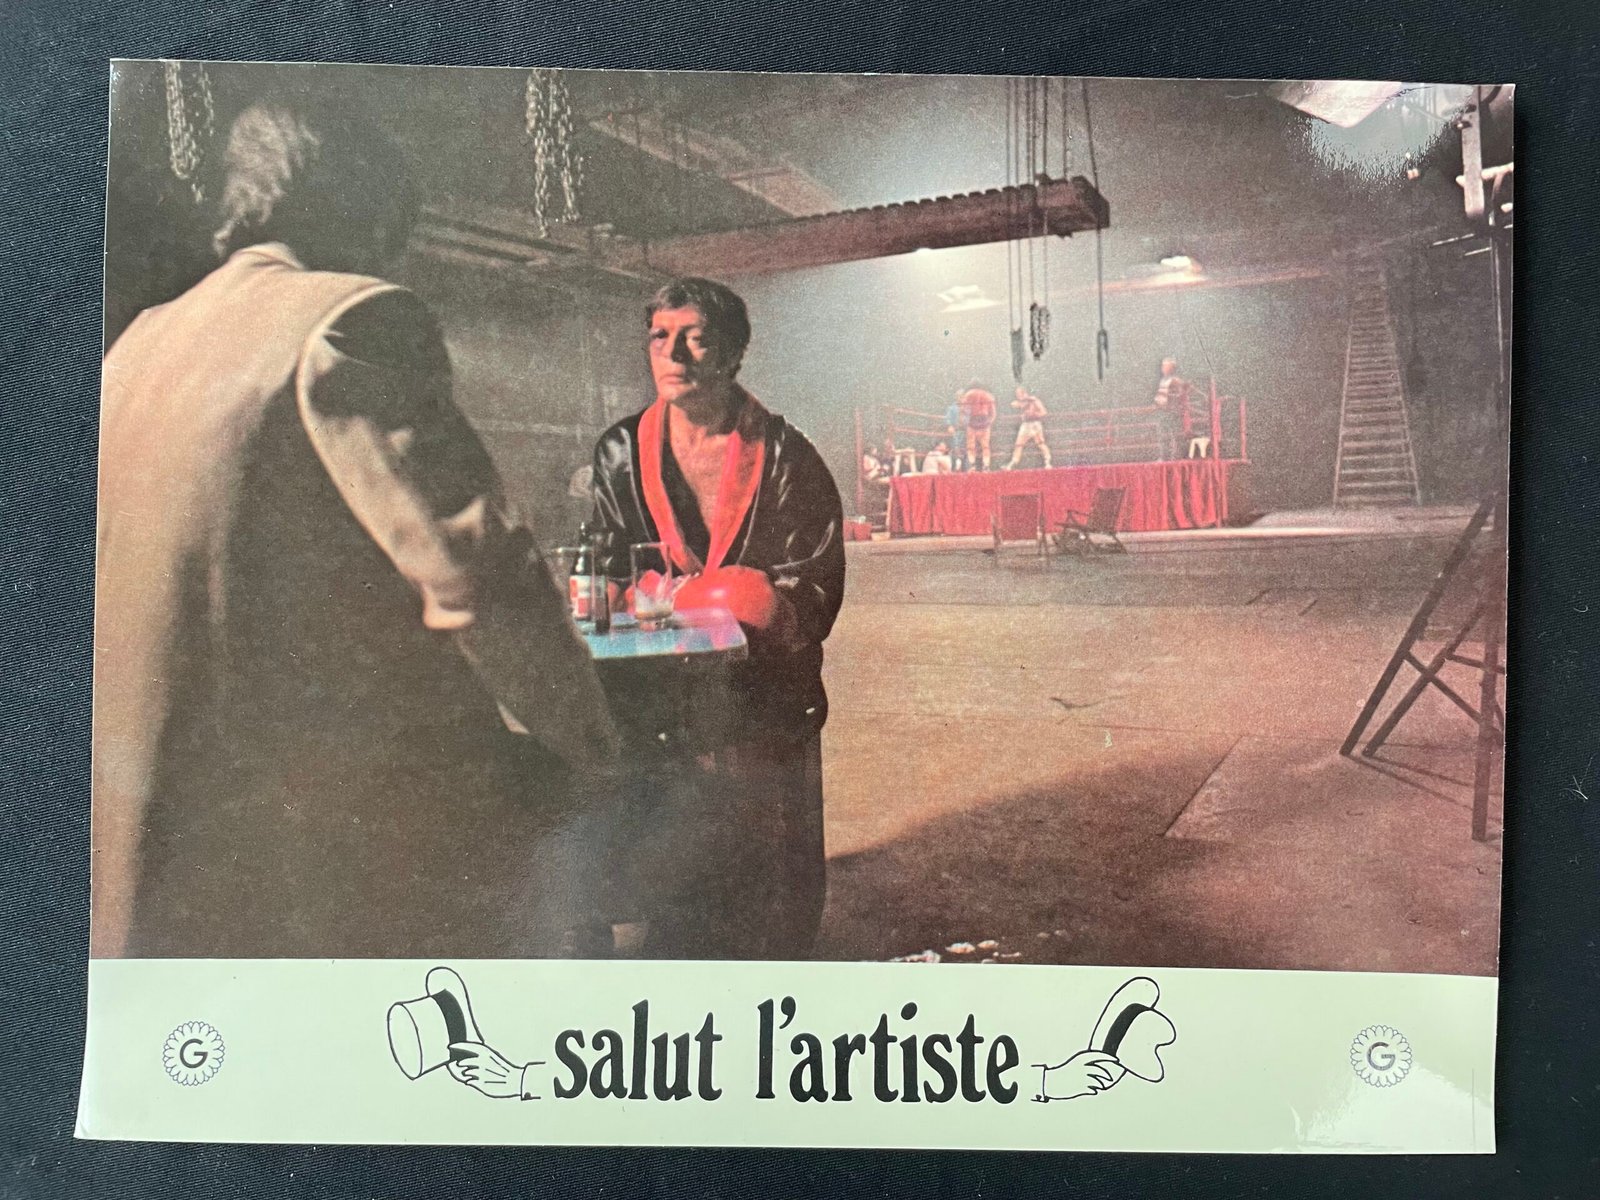 G salut l'artiste G